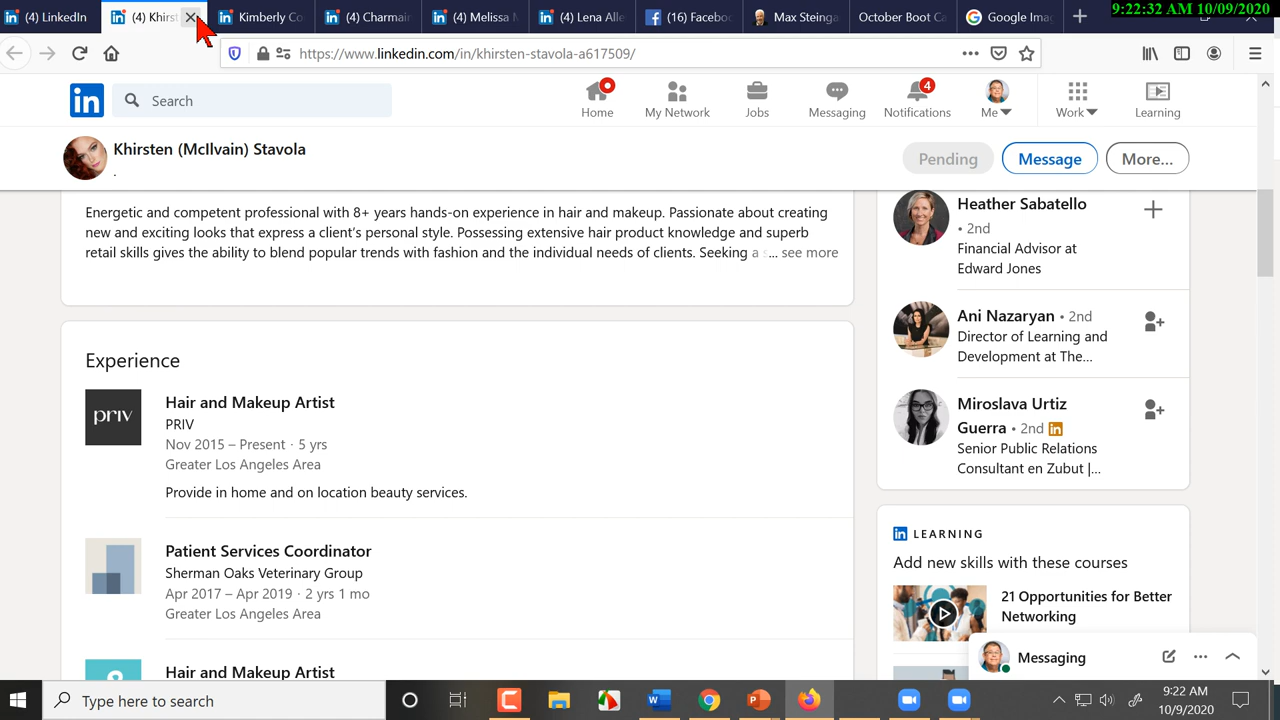 (4) LinkedIn
(4) Khirst
Kimberly Co
(4) Charmain
(4) Melissa M
(4) Lena Alle
(16) Faceboo
Max Steinga
October Boot Ca
Google Imag
9:22:32 AM 10/09/2020
https://www.linkedin.com/in/khirsten-stavola-a617509/
in
Search
Home
My Network
Jobs
Messaging
4
Notifications
Me
Work
Learning
Khirsten (McIlvain) Stavola
.
Pending
Message
More...
Energetic and competent professional with 8+ years hands-on experience in hair and makeup. Passionate about creating
new and exciting looks that express a client's personal style. Possessing extensive hair product knowledge and superb
retail skills gives the ability to blend popular trends with fashion and the individual needs of clients. Seeking a s... see more
Experience
priv
Hair and Makeup Artist
PRIV
Nov 2015 – Present · 5 yrs
Greater Los Angeles Area
Provide in home and on location beauty services.
Patient Services Coordinator
Sherman Oaks Veterinary Group
Apr 2017 – Apr 2019 · 2 yrs 1 mo
Greater Los Angeles Area
Hair and Makeup Artist
Heather Sabatello
• 2nd
Financial Advisor at
Edward Jones
Ani Nazaryan • 2nd
Director of Learning and
Development at The...
Miroslava Urtiz
Guerra • 2nd in
Senior Public Relations
Consultant en Zubut |...
in LEARNING
Add new skills with these courses
21 Opportunities for Better
Networking
Messaging
Type here to search
9:22 AM
10/9/2020